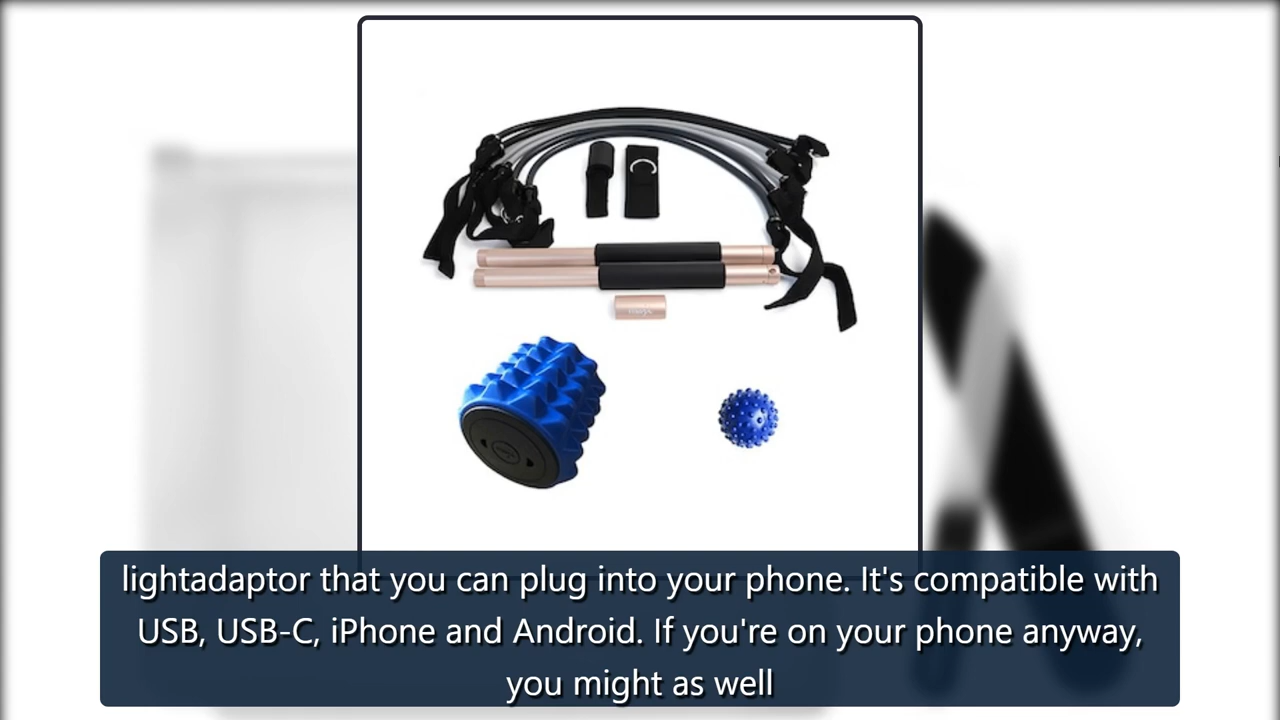 lightadaptor that you can plug into your phone. It's compatible with
USB, USB-C, iPhone and Android. If you're on your phone anyway,
you might as well